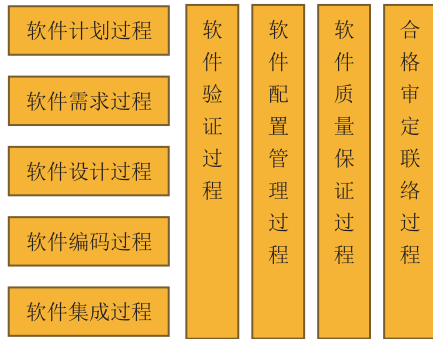 软件计划过程
软件需求过程
软件设计过程
软件编码过程
软件集成过程
软件验证过程
软件配置管理过程
软件质量保证过程
合格审定联络过程